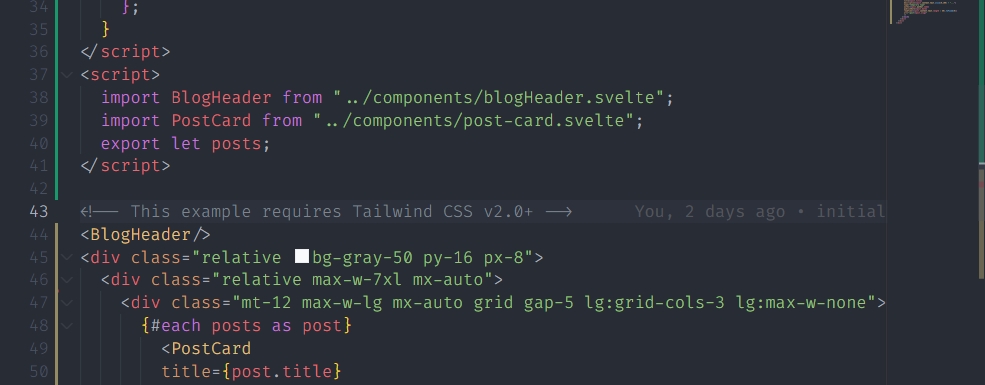 34 };
35 }
36 </script>
37 <script>
38 import BlogHeader from "../components/blogHeader.svelte";
39 import PostCard from "../components/post-card.svelte";
40 export let posts;
41 </script>
42
43 <!-- This example requires Tailwind CSS v2.0+ --> You, 2 days ago • initial
44 <BlogHeader/>
45 <div class="relative bg-gray-50 py-16 px-8">
46 <div class="relative max-w-7xl mx-auto">
47 <div class="mt-12 max-w-lg mx-auto grid gap-5 lg:grid-cols-3 lg:max-w-none">
48 {#each posts as post}
49 <PostCard
50 title={post.title}